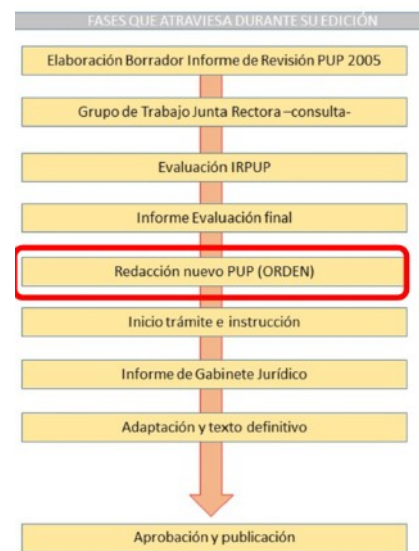 FASES QUE ATRAVIESA DURANTE SU EDICIÓN
Elaboración Borrador Informe de Revisión PUP 2005
Grupo de Trabajo Junta Rectora –consulta-
Evaluación IRPUP
Informe Evaluación final
Redacción nuevo PUP (ORDEN)
Inicio trámite e instrucción
Informe de Gabinete Jurídico
Adaptación y texto definitivo
Aprobación y publicación